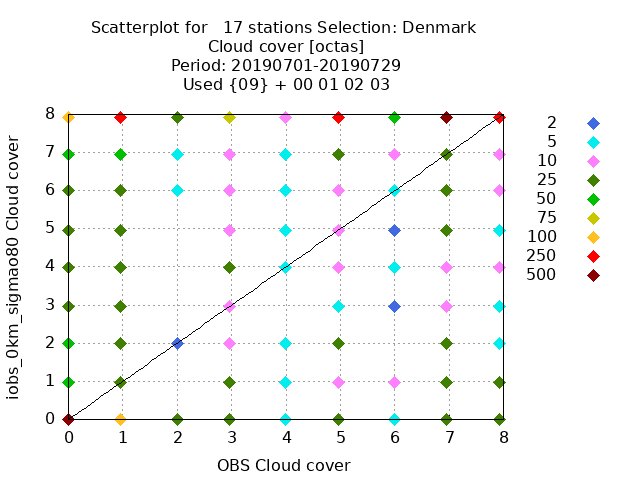 Scatterplot for   17 stations Selection: Denmark
Cloud cover [octas]
Period: 20190701-20190729
Used {09} + 00 01 02 03
iobs_0km_sigmao80 Cloud cover
8
7
6
5
4
3
2
1
0
0 1 2 3 4 5 6 7 8
OBS Cloud cover
2
5
10
25
50
75
100
250
500